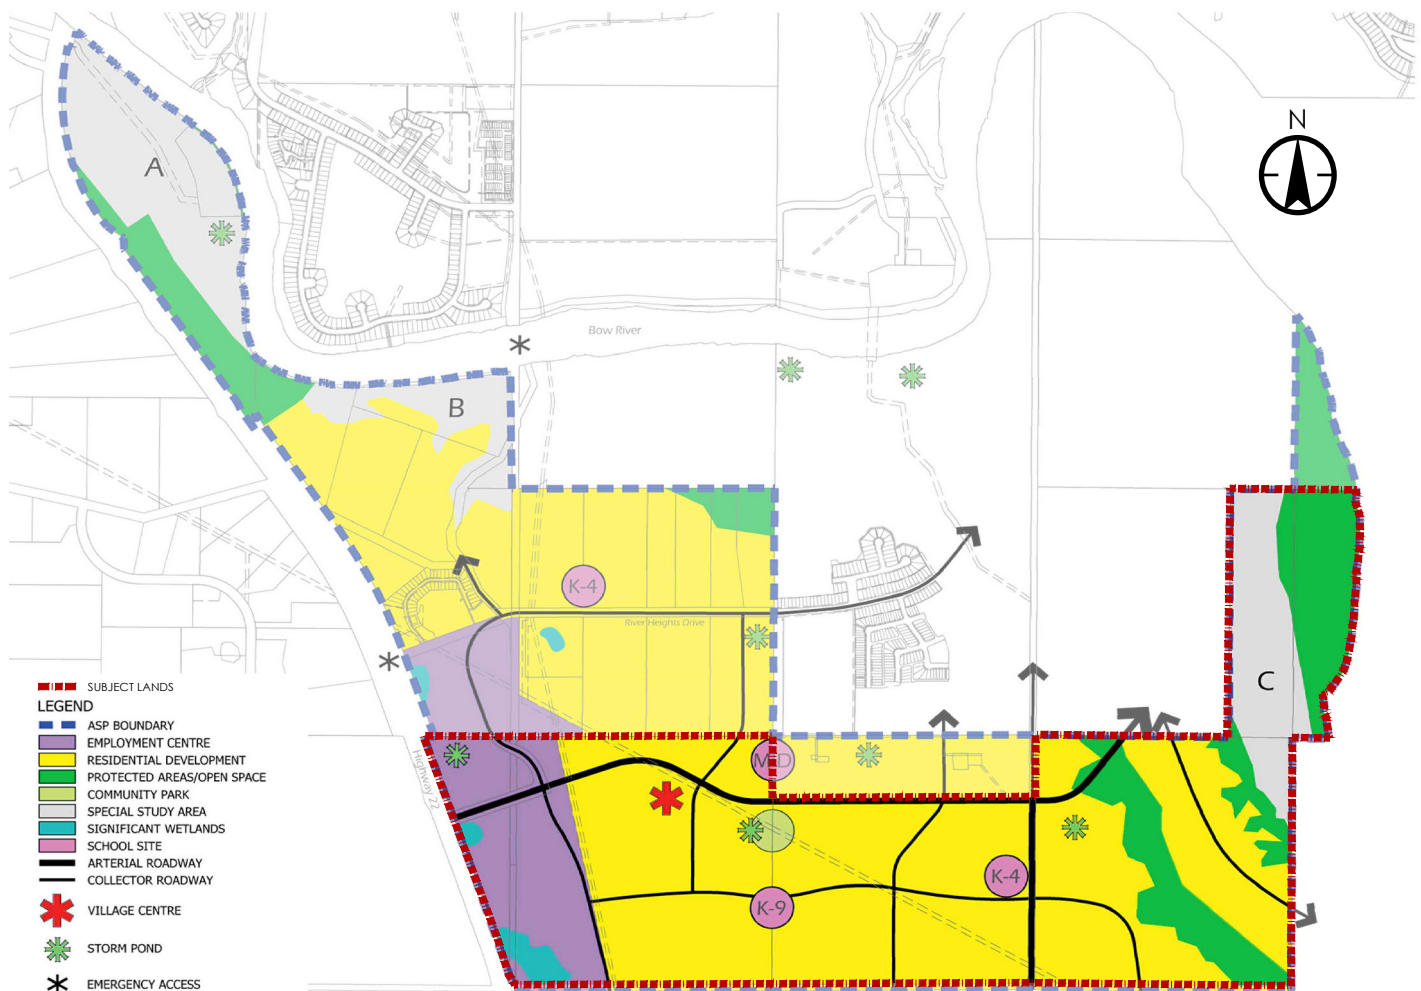 N
A
Bow River
B
K-4
River Heights Drive
C
SUBJECT LANDS
LEGEND
ASP BOUNDARY
EMPLOYMENT CENTRE
RESIDENTIAL DEVELOPMENT
PROTECTED AREAS/OPEN SPACE
COMMUNITY PARK
SPECIAL STUDY AREA
SIGNIFICANT WETLANDS
SCHOOL SITE
ARTERIAL ROADWAY
COLLECTOR ROADWAY
VILLAGE CENTRE
STORM POND
EMERGENCY ACCESS
Highway 22
M/D
K-4
K-9